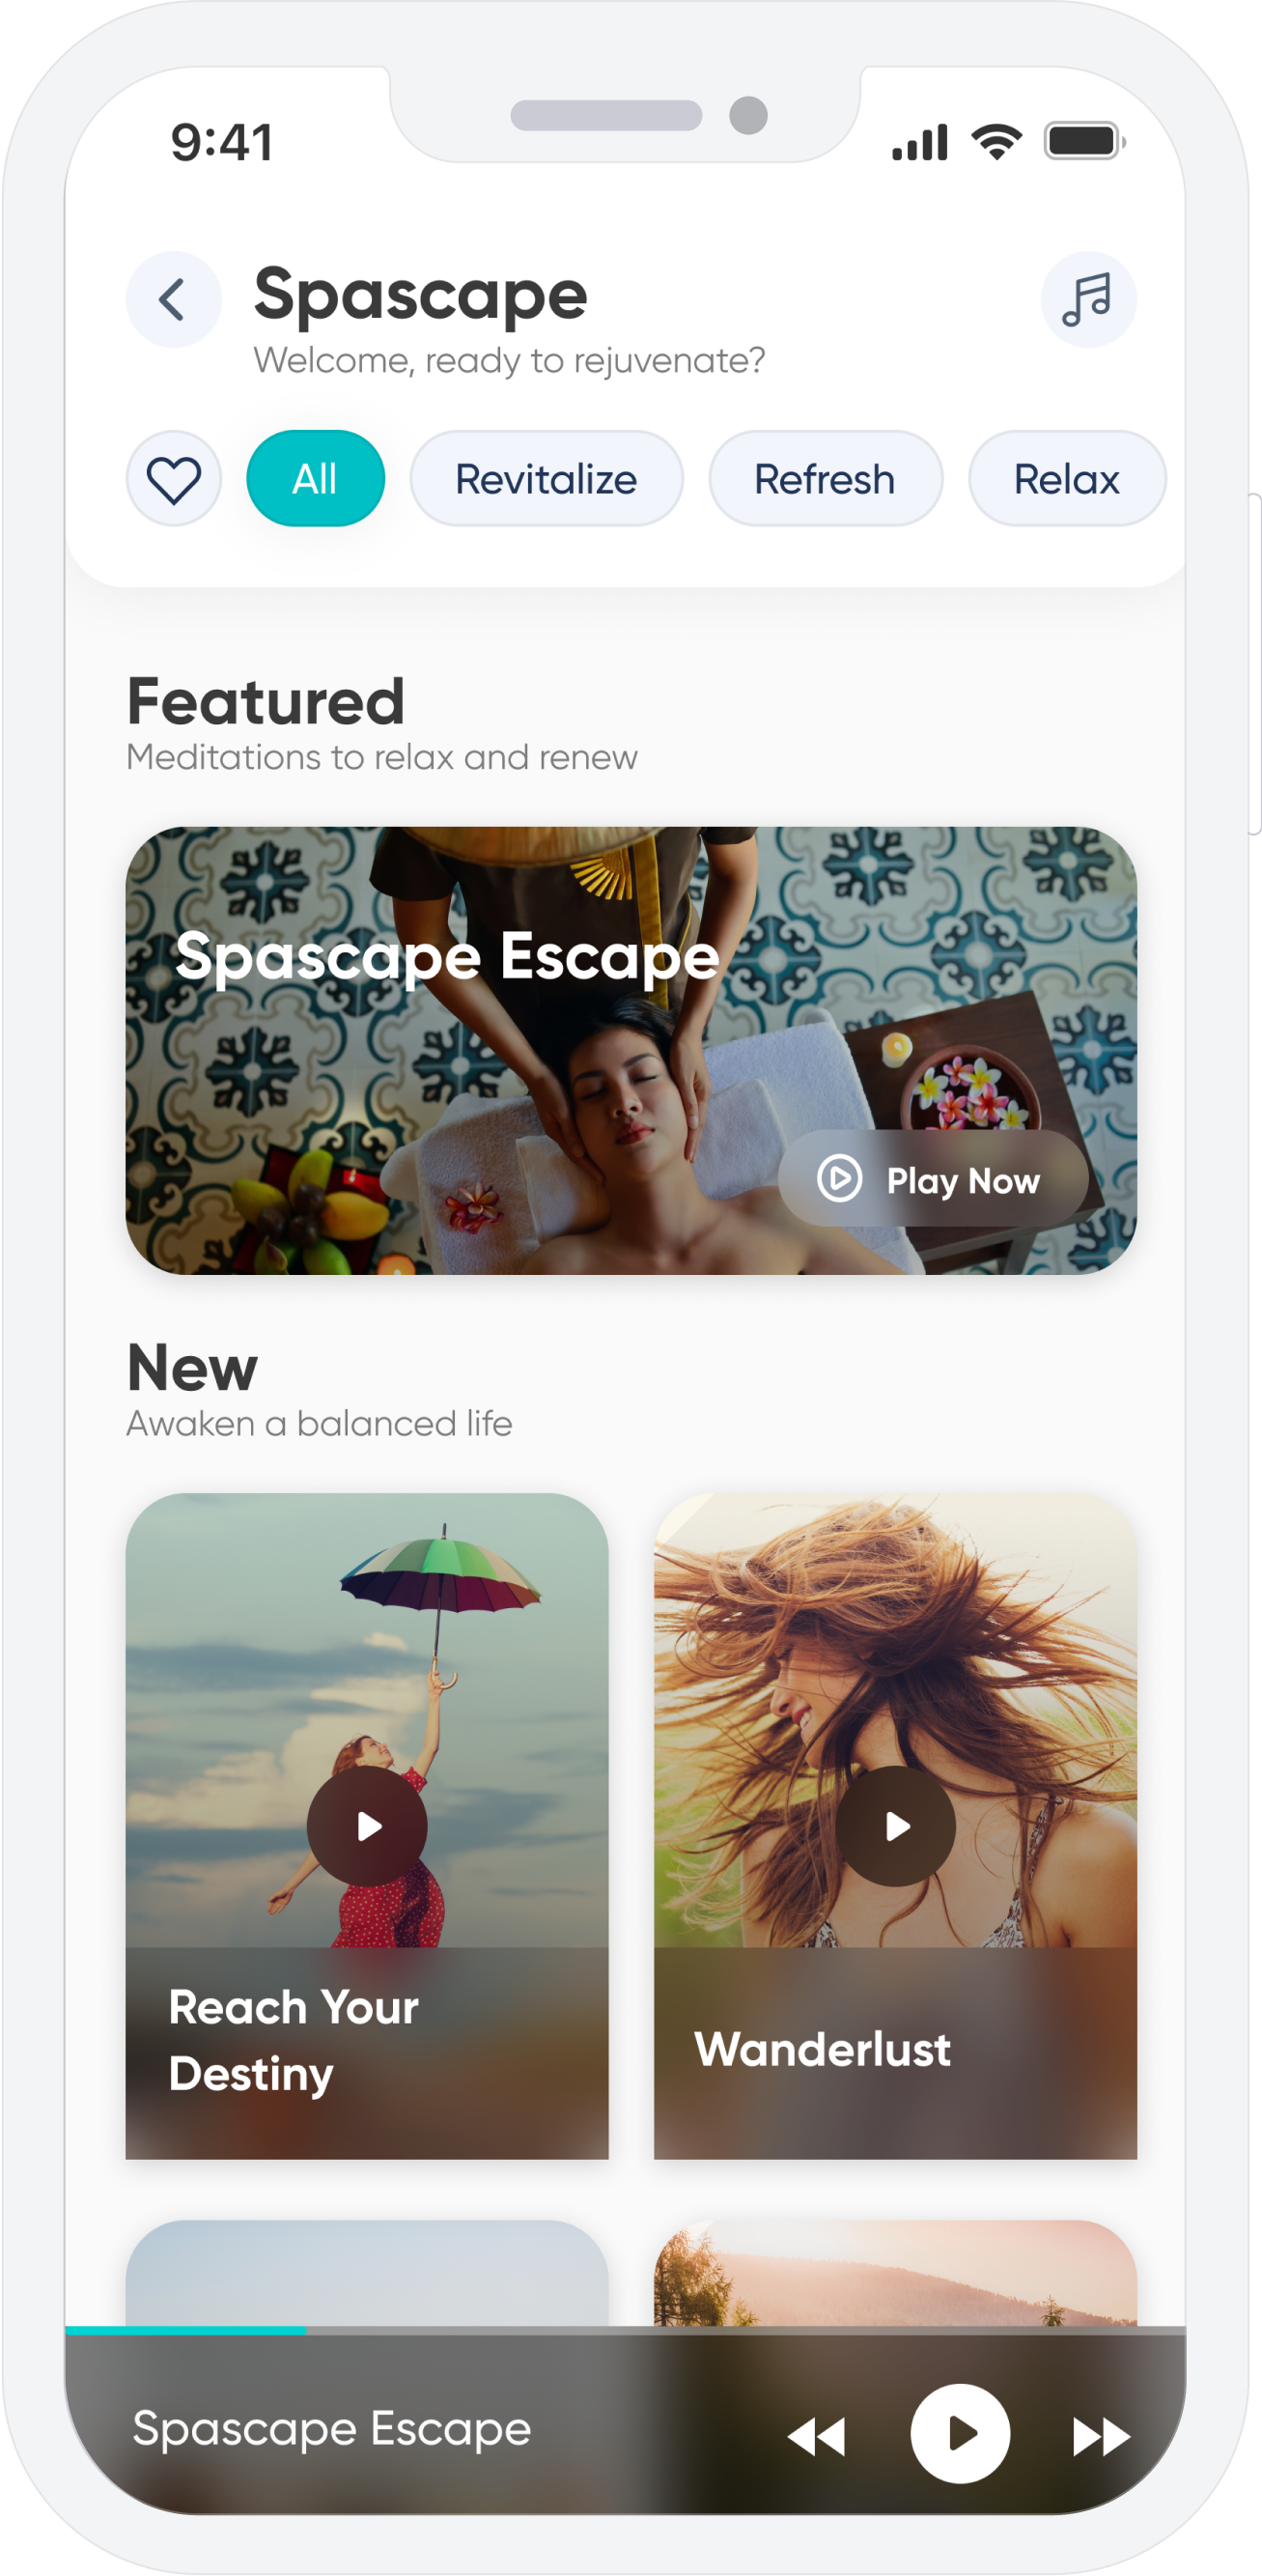 9:41
Spascape
Welcome, ready to rejuvenate?
All
Revitalize
Refresh
Relax
Featured
Meditations to relax and renew
Spascape Escape
Play Now
New
Awaken a balanced life
Reach Your
Destiny
Wanderlust
Spascape Escape